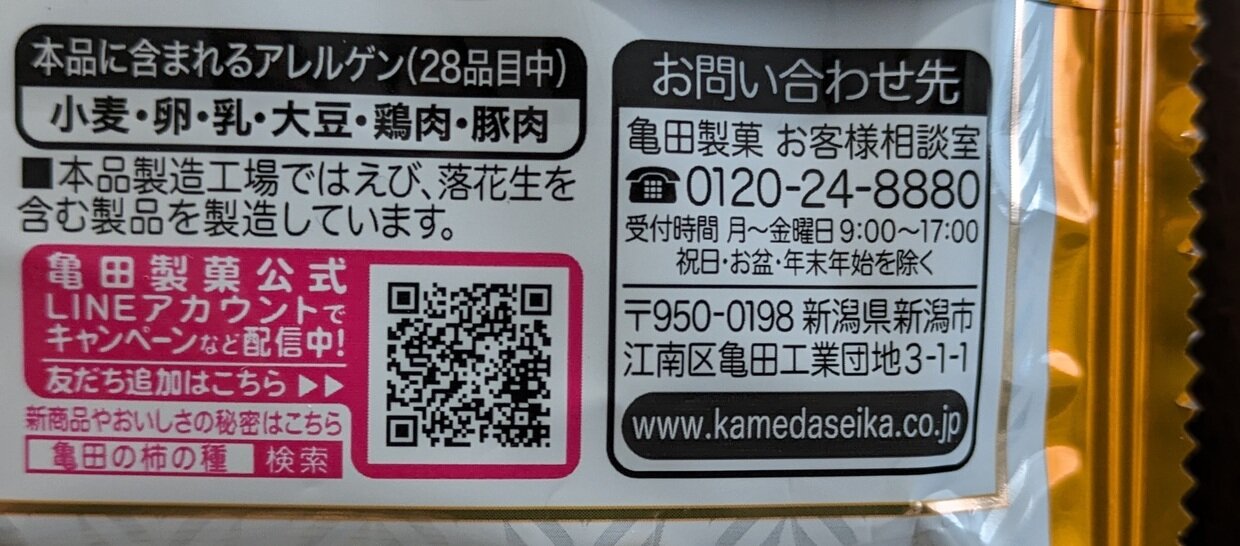 本品に含まれるアレルゲン(28品目中)
小麦・卵・乳・大豆・鶏肉・豚肉
■本品製造工場ではえび、落花生を
含む製品を製造しています。
亀田製菓公式
LINEアカウントで
キャンペーンなど配信中!
友だち追加はこちら▶▶
新商品やおいしさの秘密はこちら
亀田の柿の種 検索
お問い合わせ先
亀田製菓 お客様相談室
☎0120-24-8880
受付時間 月〜金曜日9:00〜17:00
祝日・お盆・年末年始を除く
〒950-0198 新潟県新潟市
江南区亀田工業団地3-1-1
www.kamedaseika.co.jp